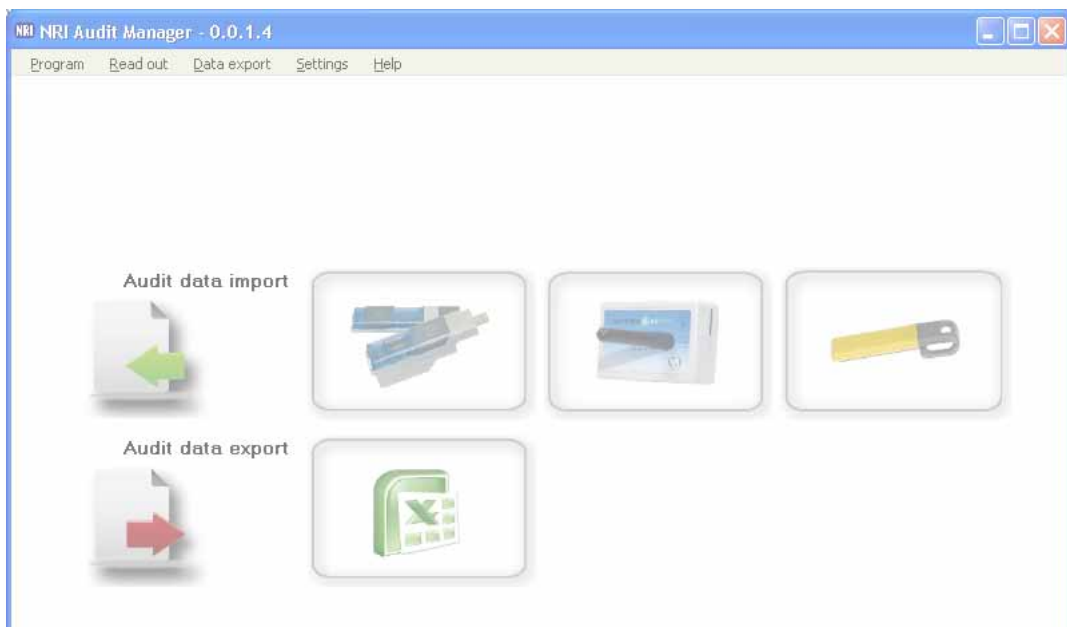 NRI NRI Audit Manager - 0.0.1.4
Program Read out Data export Settings Help
Audit data import
Audit data export